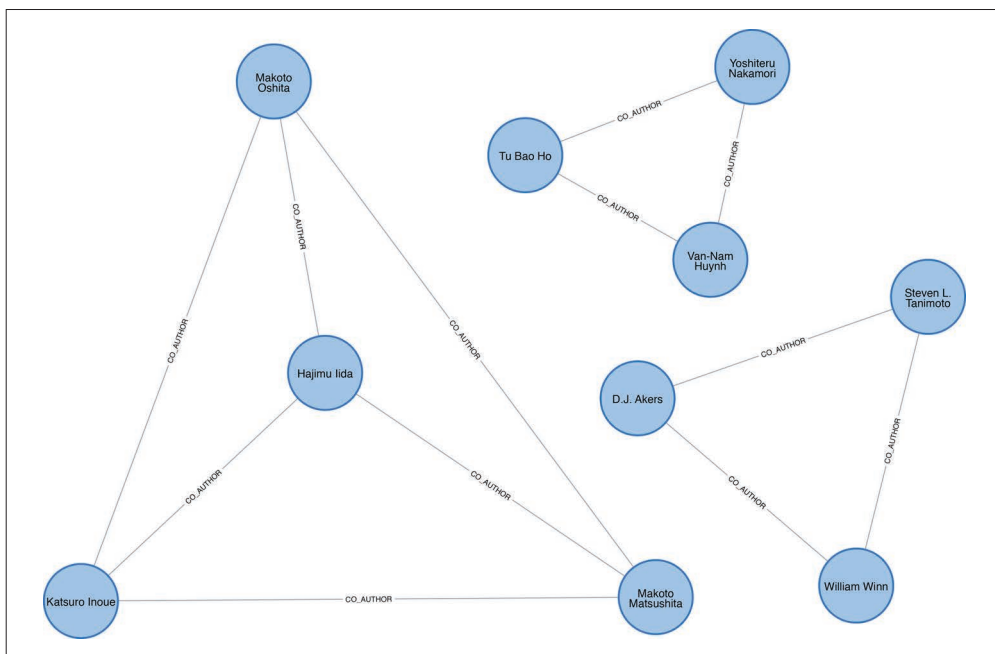 Makoto
Oshita
Yoshiteru
Nakamori
CO_AUTHOR
Tu Bao Ho
CO_AUTHOR
CO_AUTHOR
CO_AUTHOR
Van-Nam
Huynh
Steven L.
Tanimoto
CO_AUTHOR
CO_AUTHOR
CO_AUTHOR
Hajimu Iida
D.J. Akers
CO_AUTHOR
CO_AUTHOR
CO_AUTHOR
CO_AUTHOR
CO_AUTHOR
William Winn
Katsuro Inoue
CO_AUTHOR
Makoto
Matsushita